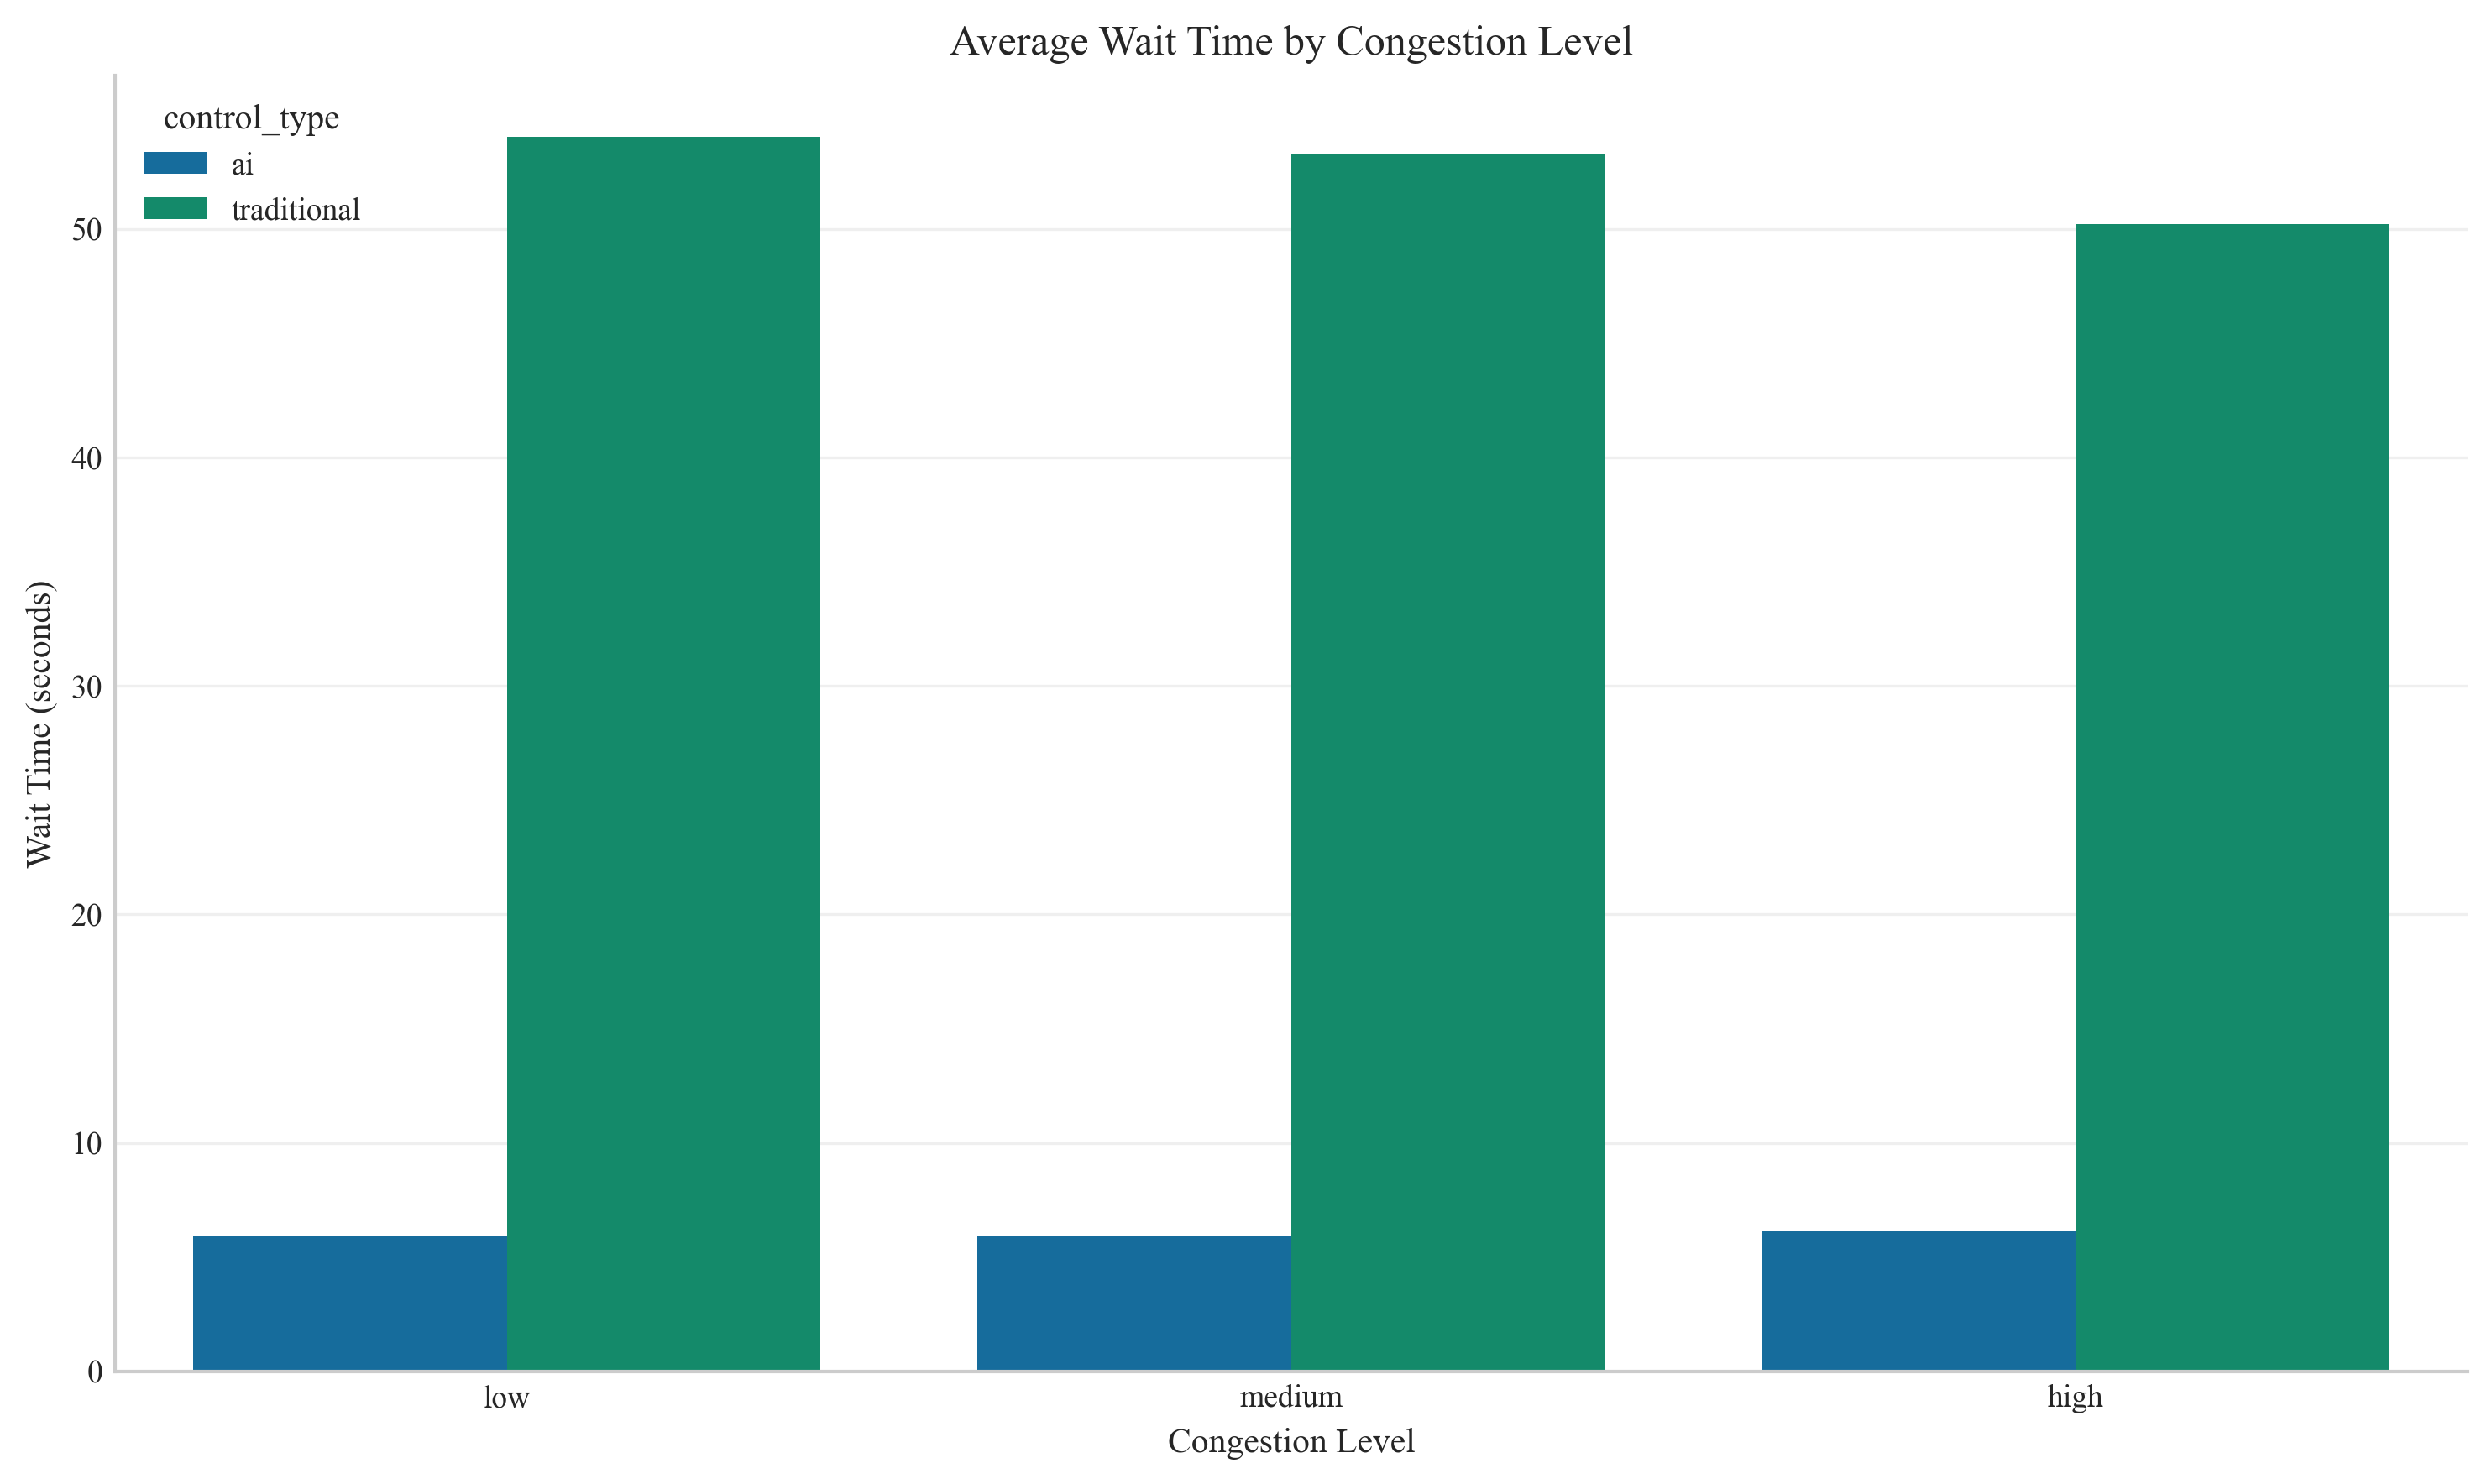 Average Wait Time by Congestion Level
control_type
ai
traditional
50
40
30
20
10
0
Wait Time (seconds)
low
medium
high
Congestion Level